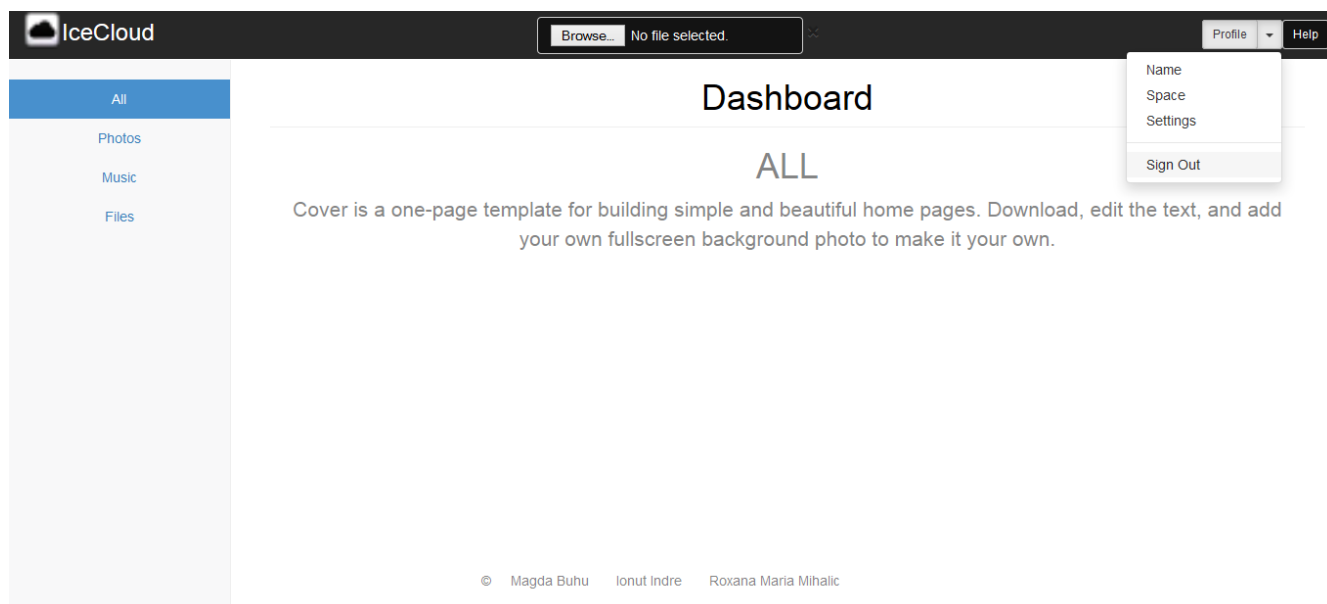 IceCloud
Browse... No file selected.
Profile
Help
Name
Space
Settings
Sign Out
All
Photos
Music
Files
Dashboard
ALL
Cover is a one-page template for building simple and beautiful home pages. Download, edit the text, and add
your own fullscreen background photo to make it your own.
© Magda Buhu Ionut Indre Roxana Maria Mihalic